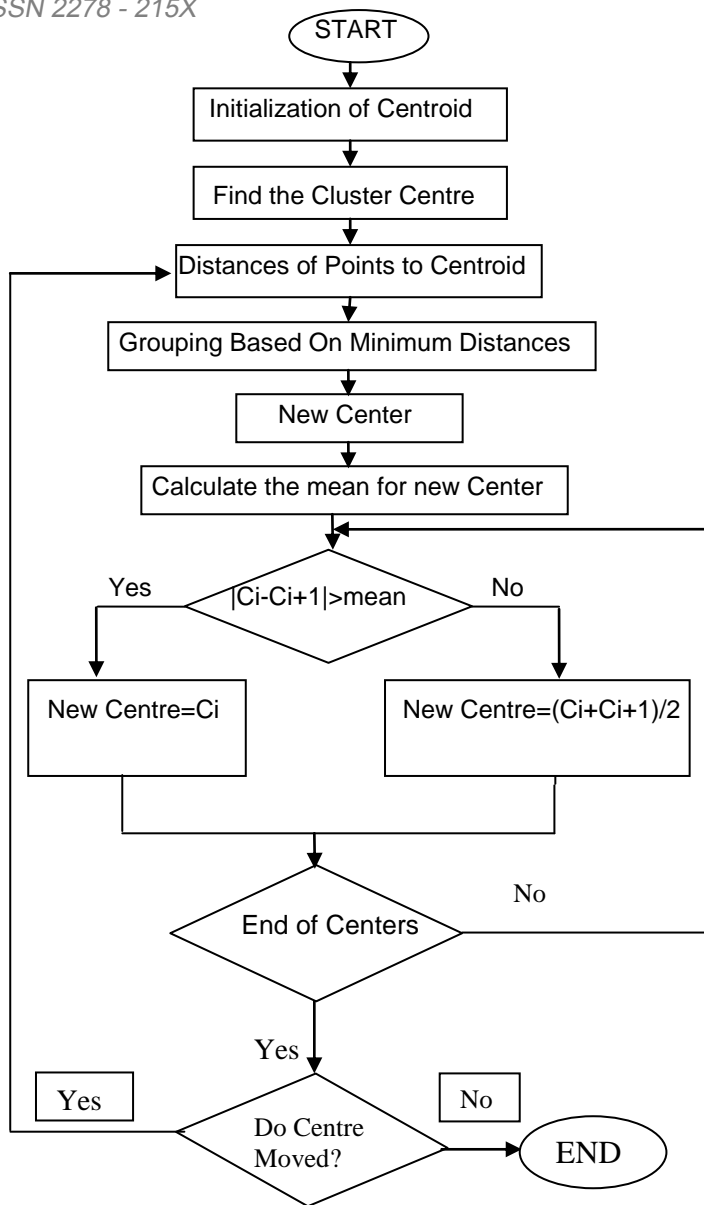 SSN 2278 - 215X
START
Initialization of Centroid
Find the Cluster Centre
Distances of Points to Centroid
Grouping Based On Minimum Distances
New Center
Calculate the mean for new Center
Yes
|Ci-Ci+1|>mean
No
New Centre=Ci
New Centre=(Ci+Ci+1)/2
No
End of Centers
Yes
Yes
No
Do Centre
Moved?
END